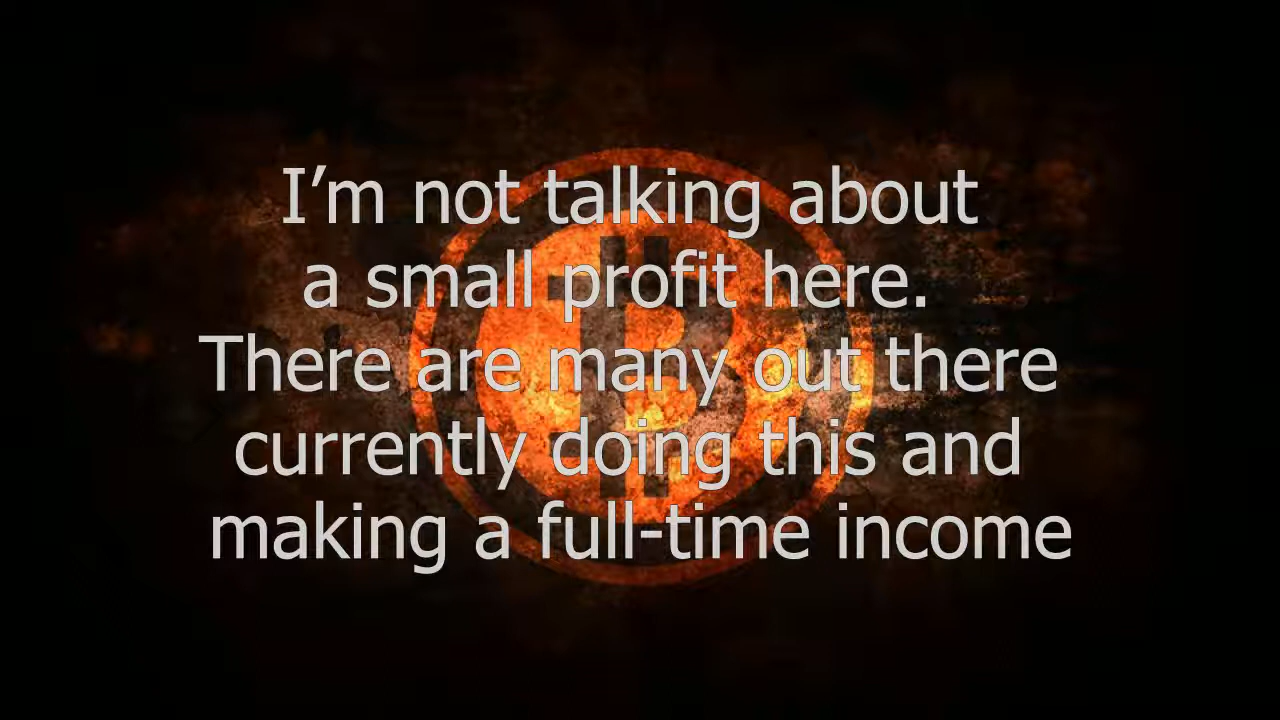 I’m not talking about
a small profit here.
There are many out there
currently doing this and
making a full-time income